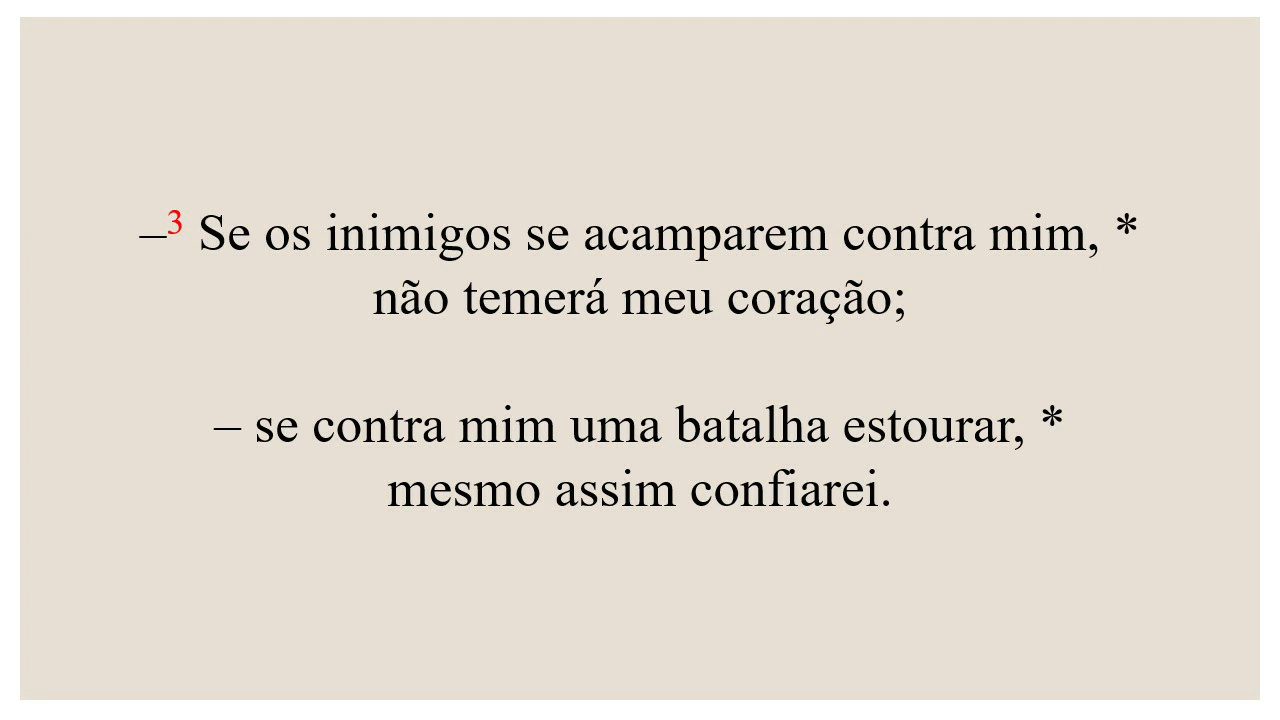 –³ Se os inimigos se acamparem contra mim, *
não temerá meu coração;
– se contra mim uma batalha estourar, *
mesmo assim confiarei.